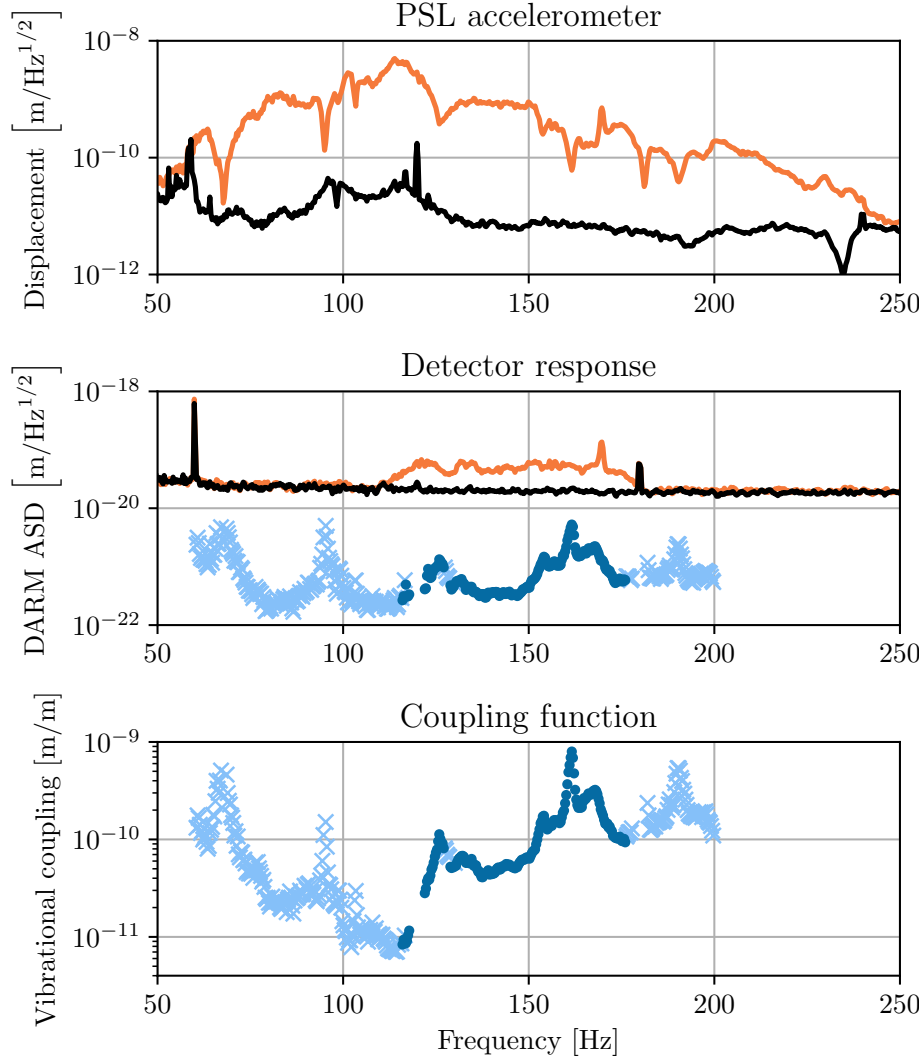 PSL accelerometer
Displacement [m/Hz^{1/2}]
10^{−8}
10^{−10}
10^{−12}
50 100 150 200 250
Detector response
DARM ASD [m/Hz^{1/2}]
10^{−18}
10^{−20}
10^{−22}
50 100 150 200 250
Coupling function
Vibrational coupling [m/m]
10^{−9}
10^{−10}
10^{−11}
50 100 150 200 250
Frequency [Hz]